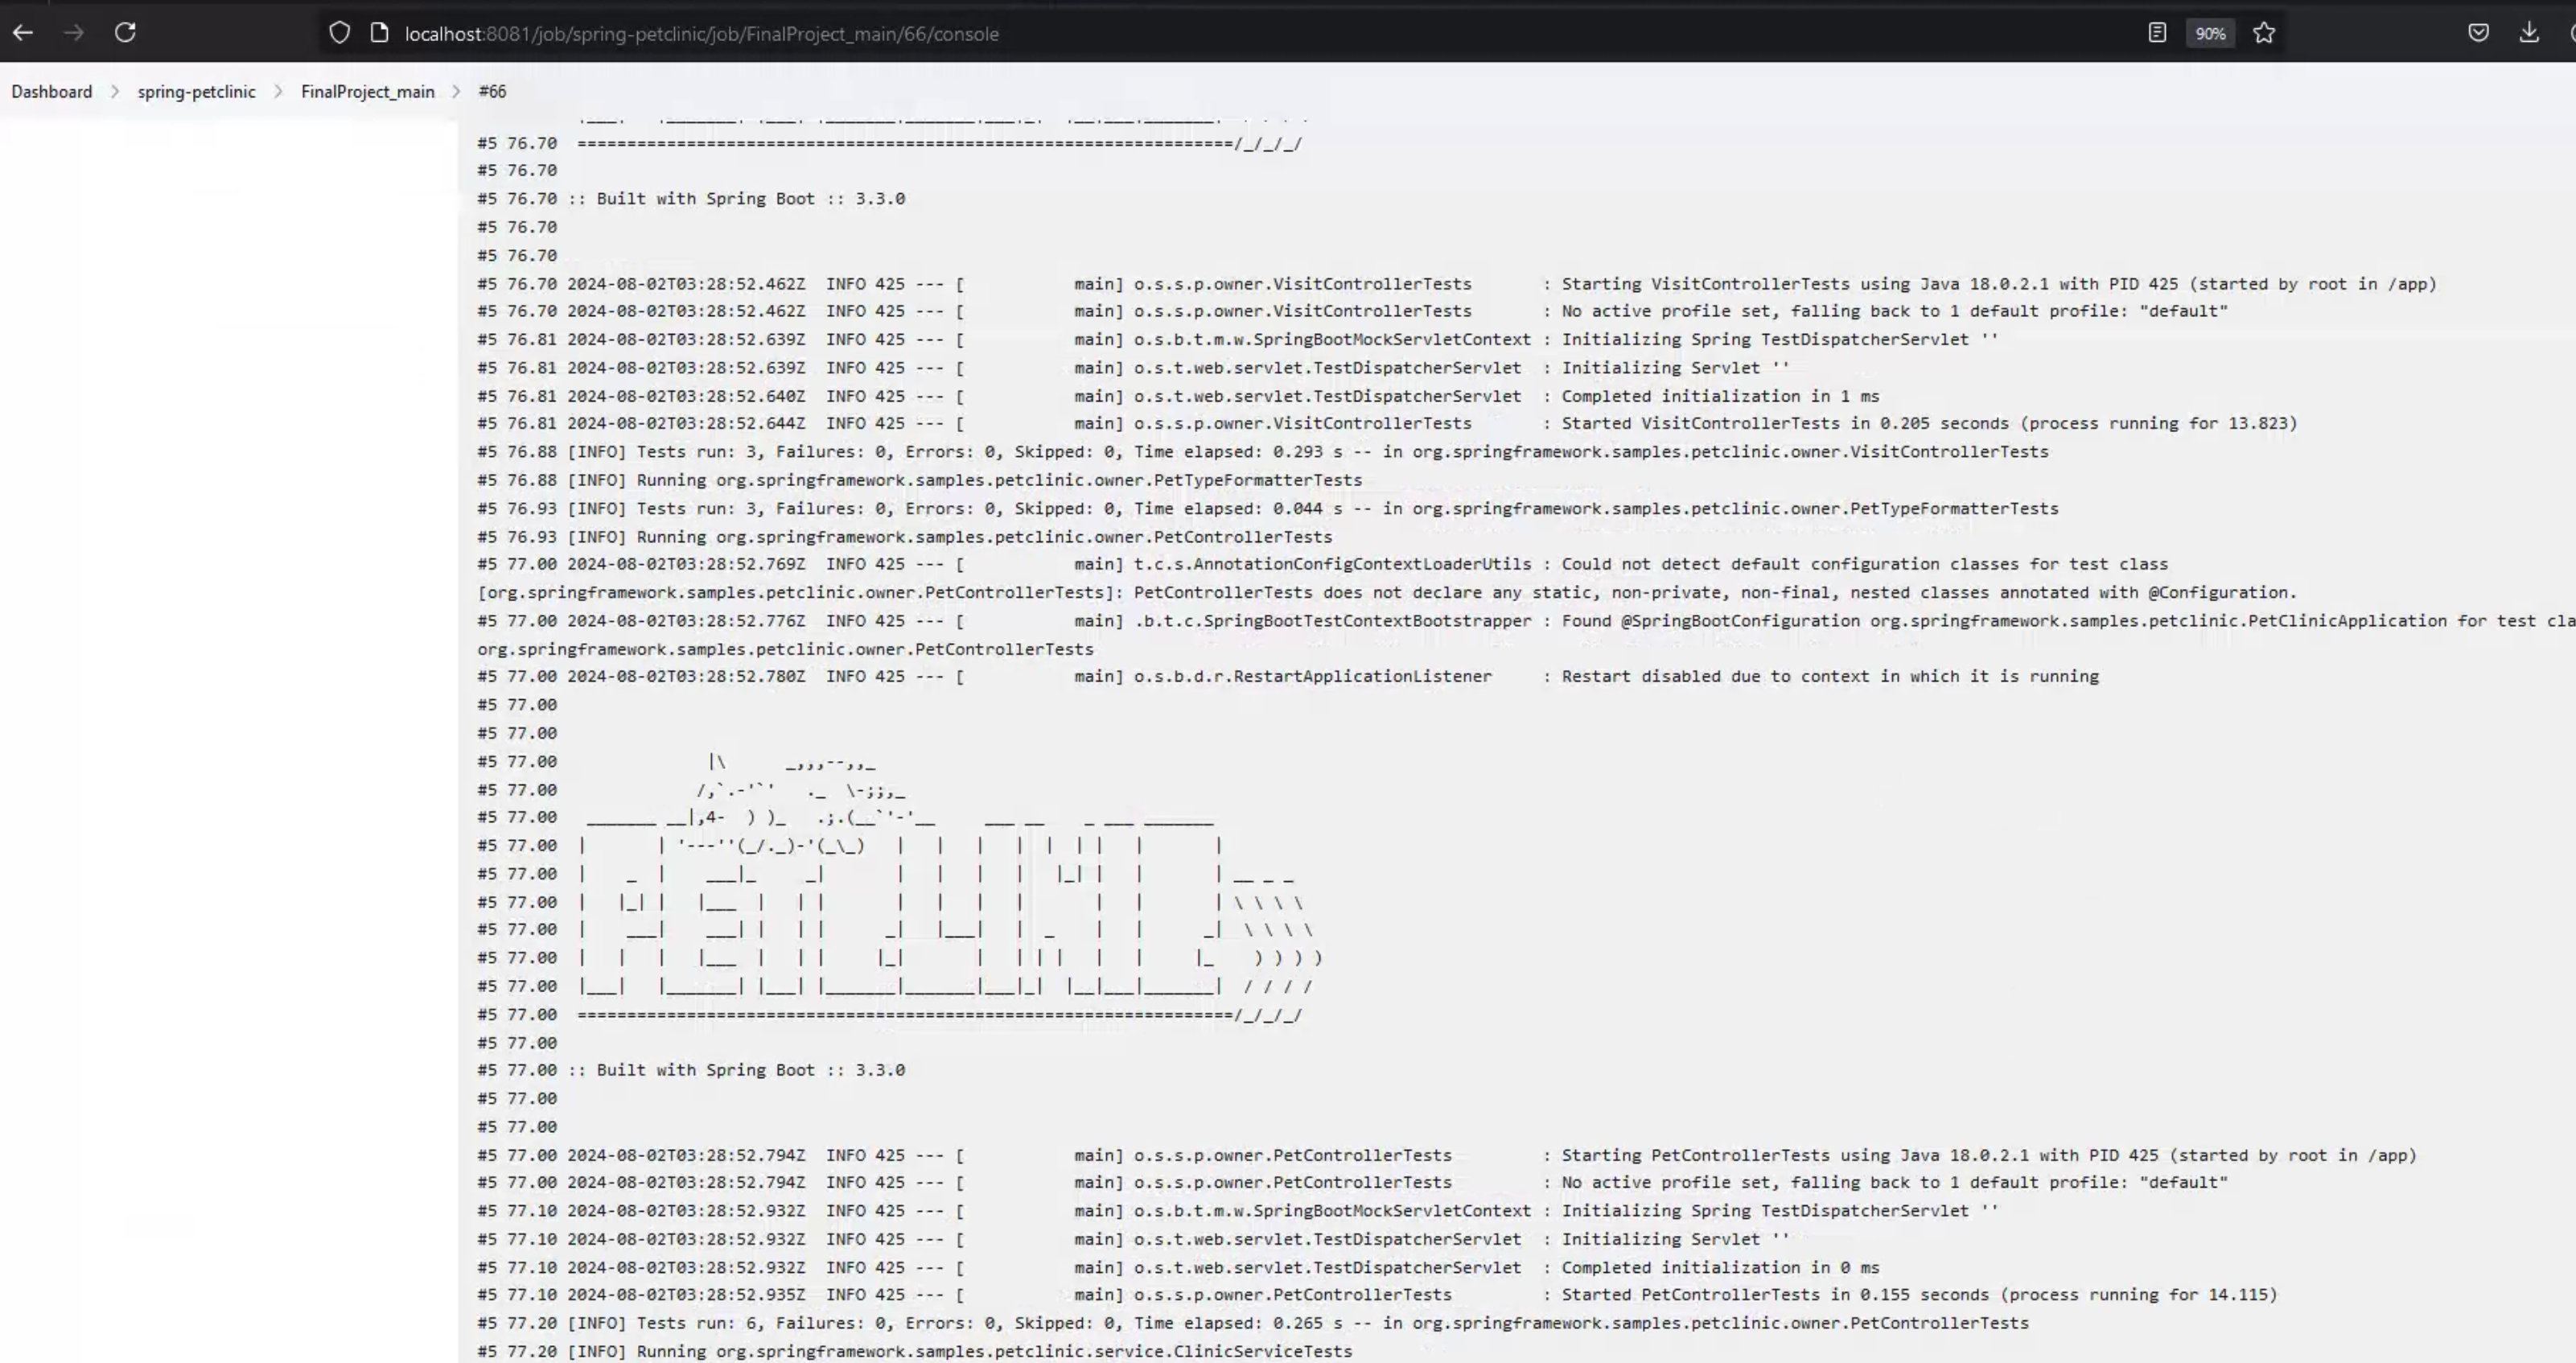 localhost:8081/job/spring-petclinic/job/FinalProject_main/66/console
90%
Dashboard > spring-petclinic > FinalProject_main > #66
#5 76.70  ==================================================================/_/_/_/
#5 76.70
#5 76.70 :: Built with Spring Boot :: 3.3.0
#5 76.70
#5 76.70
#5 76.70 2024-08-02T03:28:52.462Z  INFO 425 --- [           main] o.s.s.p.owner.VisitControllerTests       : Starting VisitControllerTests using Java 18.0.2.1 with PID 425 (started by root in /app)
#5 76.70 2024-08-02T03:28:52.462Z  INFO 425 --- [           main] o.s.s.p.owner.VisitControllerTests       : No active profile set, falling back to 1 default profile: "default"
#5 76.81 2024-08-02T03:28:52.639Z  INFO 425 --- [           main] o.s.b.t.m.w.SpringBootMockServletContext : Initializing Spring TestDispatcherServlet ''
#5 76.81 2024-08-02T03:28:52.639Z  INFO 425 --- [           main] o.s.t.web.servlet.TestDispatcherServlet  : Initializing Servlet ''
#5 76.81 2024-08-02T03:28:52.640Z  INFO 425 --- [           main] o.s.t.web.servlet.TestDispatcherServlet  : Completed initialization in 1 ms
#5 76.81 2024-08-02T03:28:52.644Z  INFO 425 --- [           main] o.s.s.p.owner.VisitControllerTests       : Started VisitControllerTests in 0.205 seconds (process running for 13.823)
#5 76.88 [INFO] Tests run: 3, Failures: 0, Errors: 0, Skipped: 0, Time elapsed: 0.293 s -- in org.springframework.samples.petclinic.owner.VisitControllerTests
#5 76.88 [INFO] Running org.springframework.samples.petclinic.owner.PetTypeFormatterTests
#5 76.93 [INFO] Tests run: 3, Failures: 0, Errors: 0, Skipped: 0, Time elapsed: 0.044 s -- in org.springframework.samples.petclinic.owner.PetTypeFormatterTests
#5 76.93 [INFO] Running org.springframework.samples.petclinic.owner.PetControllerTests
#5 77.00 2024-08-02T03:28:52.769Z  INFO 425 --- [           main] t.c.s.AnnotationConfigContextLoaderUtils : Could not detect default configuration classes for test class
[org.springframework.samples.petclinic.owner.PetControllerTests]: PetControllerTests does not declare any static, non-private, non-final, nested classes annotated with @Configuration.
#5 77.00 2024-08-02T03:28:52.776Z  INFO 425 --- [           main] .b.t.c.SpringBootTestContextBootstrapper : Found @SpringBootConfiguration org.springframework.samples.petclinic.PetClinicApplication for test cla
org.springframework.samples.petclinic.owner.PetControllerTests
#5 77.00 2024-08-02T03:28:52.780Z  INFO 425 --- [           main] o.s.b.d.r.RestartApplicationListener     : Restart disabled due to context in which it is running
#5 77.00
#5 77.00
#5 77.00               |\      _,,,--,,_
#5 77.00              /,`.-'`'   ._  \-;;,_
#5 77.00   _______ __|,4-  ) )_   .;.(__`'-'__     ___ __    _ ___ _______
#5 77.00  |       | '---''(_/._)-'(_\_)   |   |   |   |  |  | |   |       |
#5 77.00  |    _  |    ___|_     _|       |   |   |   |   |_| |   |       | __ _ _
#5 77.00  |   |_| |   |___  |   | |       |   |   |   |       |   |       | \ \ \ \
#5 77.00  |    ___|    ___| |   | |      _|   |___|   |  _    |   |      _|  \ \ \ \
#5 77.00  |   |   |   |___  |   | |     |_|       |   | | |   |   |      |_    ) ) ) )
#5 77.00  |___|   |_______| |___| |_______|_______|___|_|  |__|___|_______|  / / / /
#5 77.00  ==================================================================/_/_/_/
#5 77.00
#5 77.00 :: Built with Spring Boot :: 3.3.0
#5 77.00
#5 77.00
#5 77.00 2024-08-02T03:28:52.794Z  INFO 425 --- [           main] o.s.s.p.owner.PetControllerTests         : Starting PetControllerTests using Java 18.0.2.1 with PID 425 (started by root in /app)
#5 77.00 2024-08-02T03:28:52.794Z  INFO 425 --- [           main] o.s.s.p.owner.PetControllerTests         : No active profile set, falling back to 1 default profile: "default"
#5 77.10 2024-08-02T03:28:52.932Z  INFO 425 --- [           main] o.s.b.t.m.w.SpringBootMockServletContext : Initializing Spring TestDispatcherServlet ''
#5 77.10 2024-08-02T03:28:52.932Z  INFO 425 --- [           main] o.s.t.web.servlet.TestDispatcherServlet  : Initializing Servlet ''
#5 77.10 2024-08-02T03:28:52.932Z  INFO 425 --- [           main] o.s.t.web.servlet.TestDispatcherServlet  : Completed initialization in 0 ms
#5 77.10 2024-08-02T03:28:52.935Z  INFO 425 --- [           main] o.s.s.p.owner.PetControllerTests         : Started PetControllerTests in 0.155 seconds (process running for 14.115)
#5 77.20 [INFO] Tests run: 6, Failures: 0, Errors: 0, Skipped: 0, Time elapsed: 0.265 s -- in org.springframework.samples.petclinic.owner.PetControllerTests
#5 77.20 [INFO] Running org.springframework.samples.petclinic.service.ClinicServiceTests